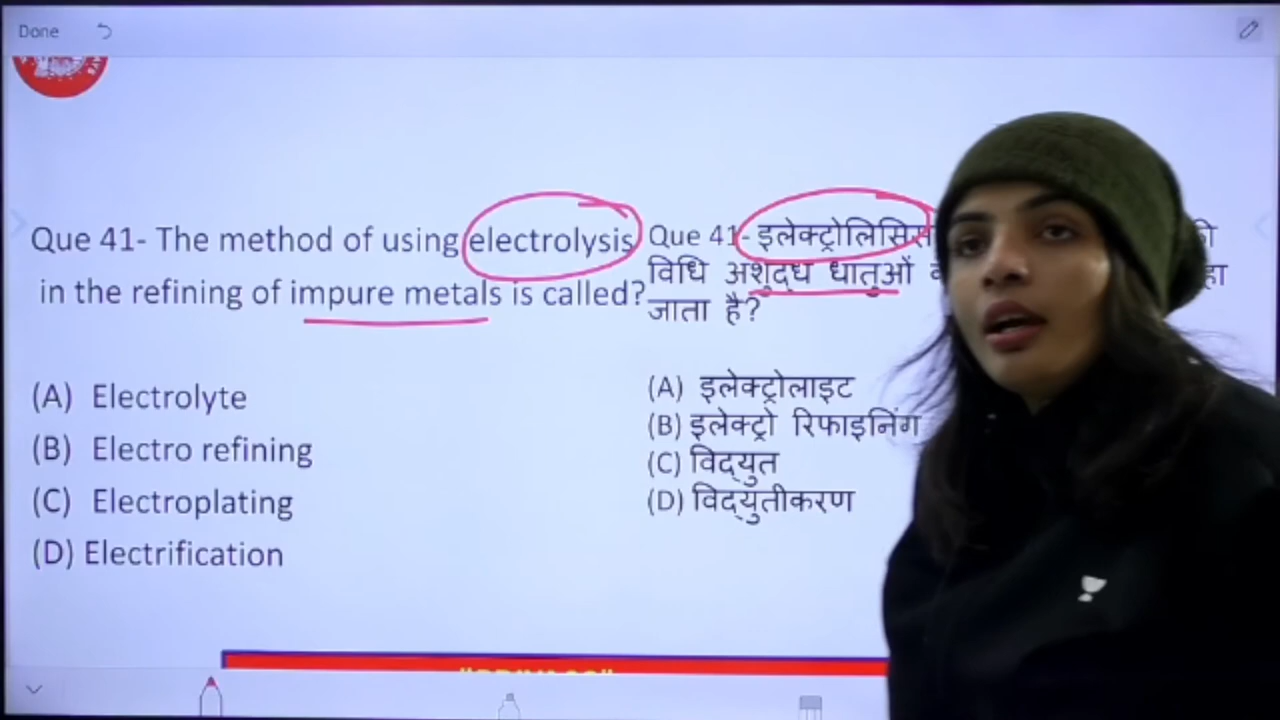 Done
Que 41- The method of using electrolysis
in the refining of impure metals is called?
(A) Electrolyte
(B) Electro refining
(C) Electroplating
(D) Electrification
Que 41- इलेक्ट्रोलिसिस
विधि अशुद्ध धातुओं
जाता है?
(A) इलेक्ट्रोलाइट
(B) इलेक्ट्रो रिफाइनिंग
(C) विद्युत
(D) विद्युतीकरण